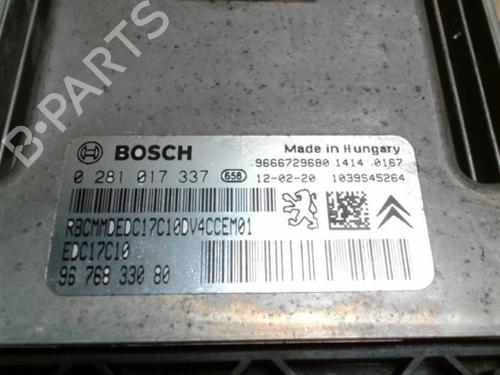 B-PARTS
BOSCH
Made in Hungary
.9666729680 1414 0167
0 281 017 337 658 12-02-20 1039S45264
RBCMMDEDC17C10DV4CCEM01
EDC17C10
96 768 330 80